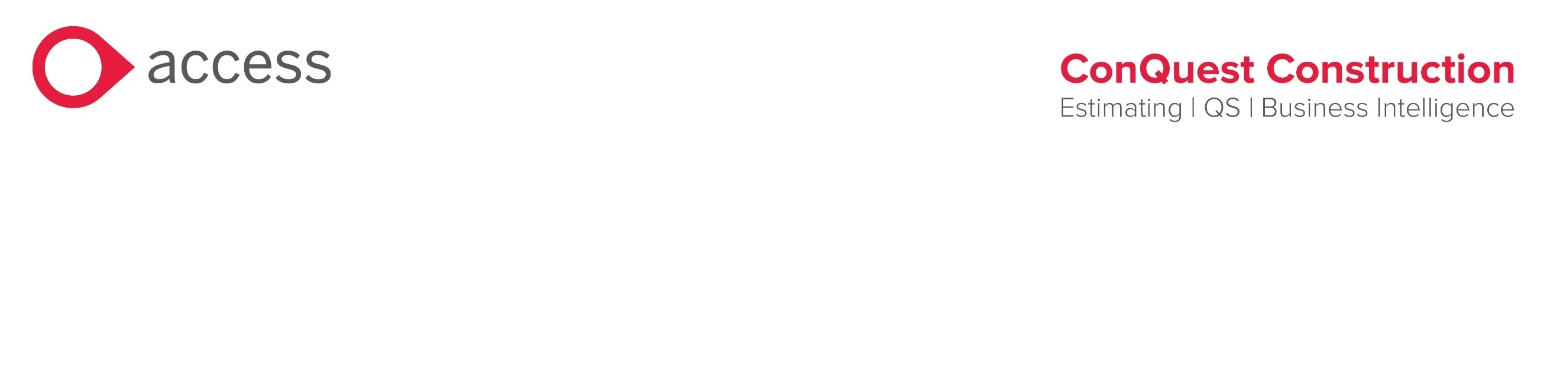 access
ConQuest Construction
Estimating | QS | Business Intelligence